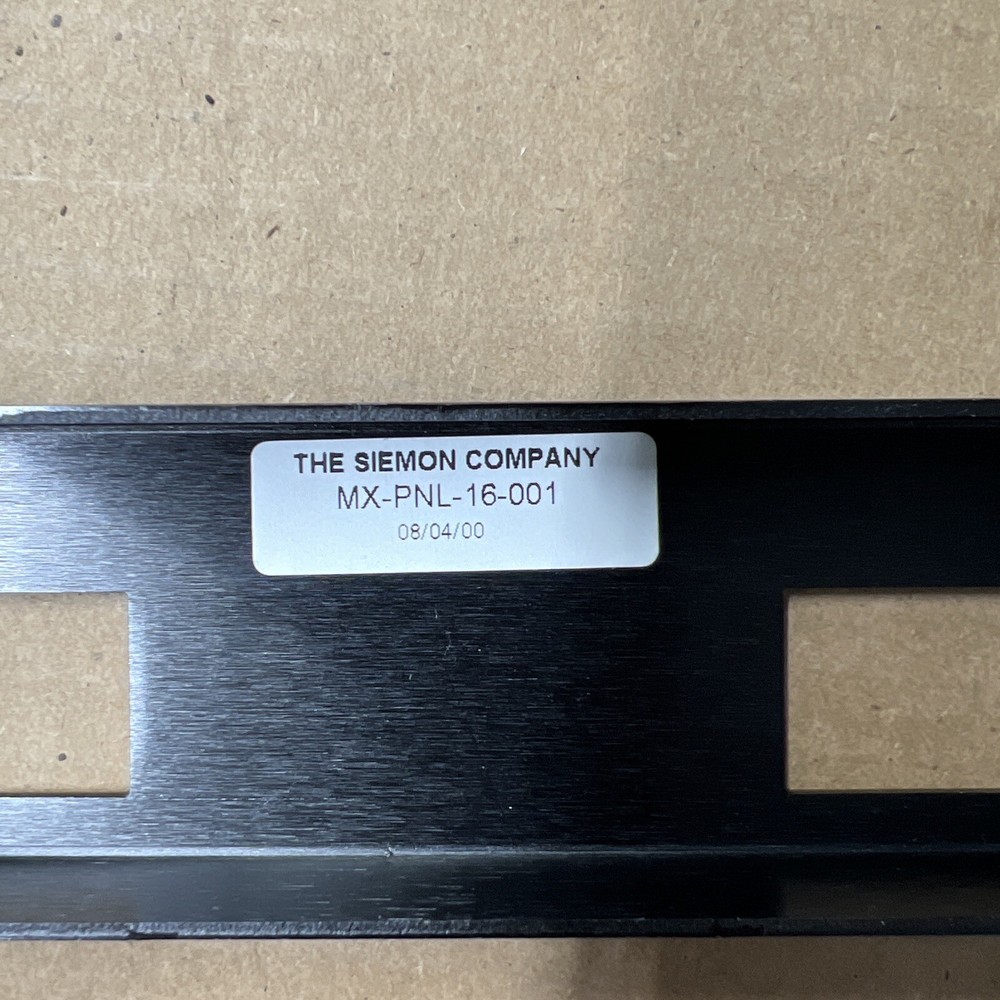 THE SIEMON COMPANY
MX-PNL-16-001
08/04/00